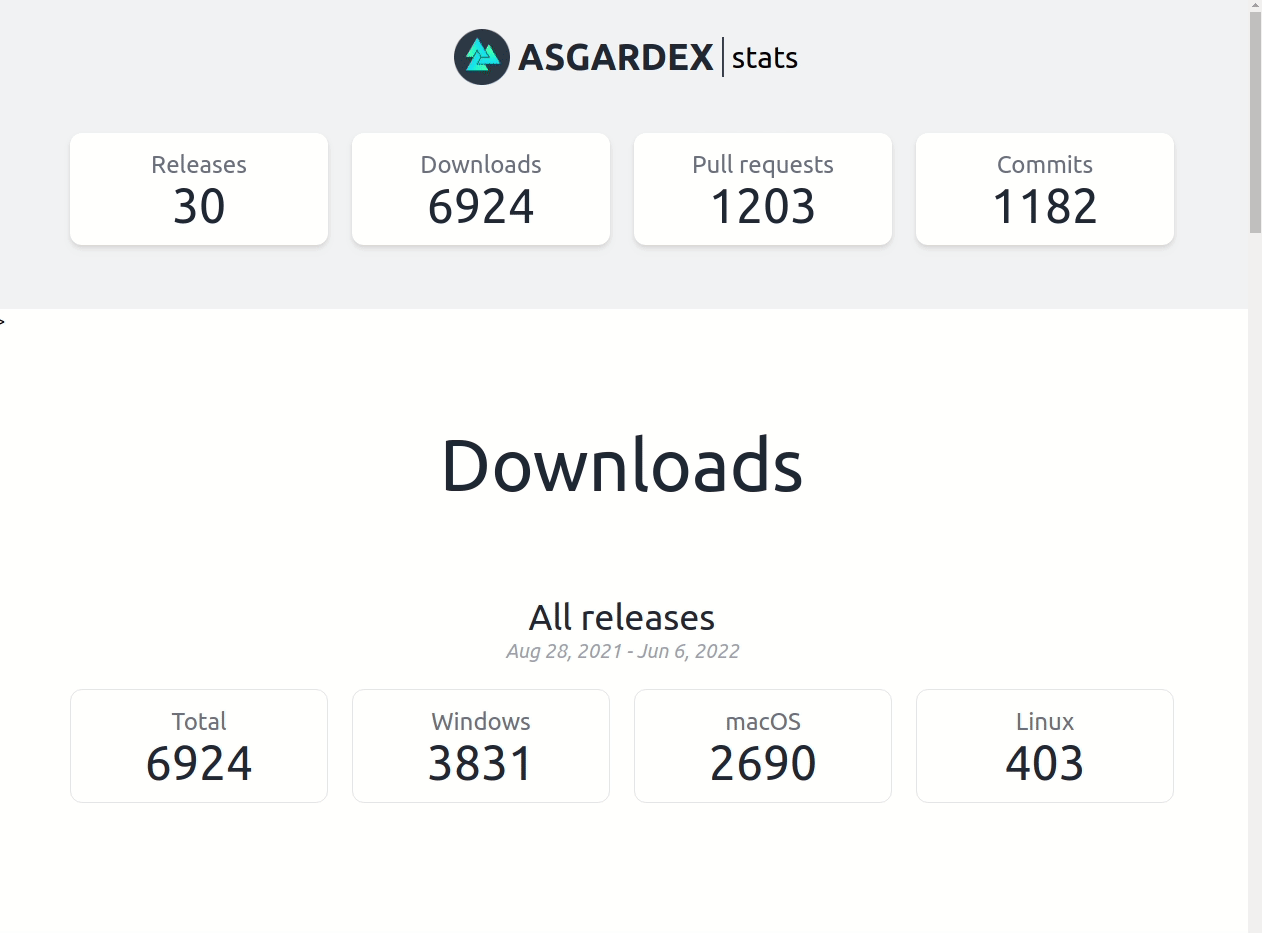 ASGARDEX stats
Releases Downloads Pull requests Commits
30 6924 1203 1182
>
Downloads
All releases
Aug 28, 2021 - Jun 6, 2022
Total Windows macOS Linux
6924 3831 2690 403